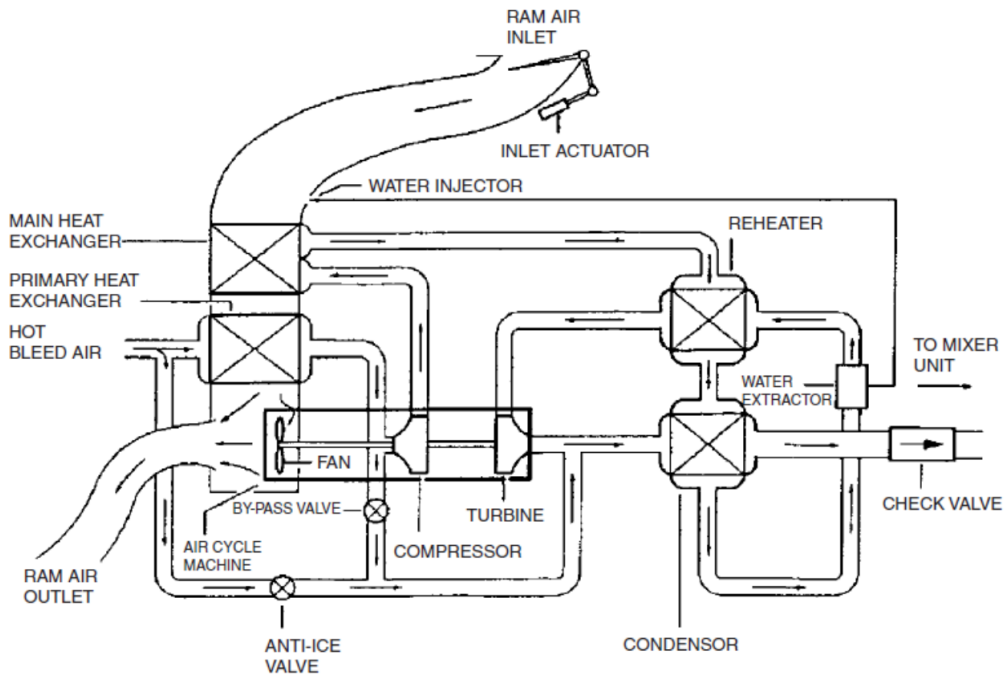 RAM AIR
INLET
INLET ACTUATOR
WATER INJECTOR
MAIN HEAT
EXCHANGER
REHEATER
PRIMARY HEAT
EXCHANGER
HOT
BLEED AIR
TO MIXER
UNIT
WATER
EXTRACTOR
FAN
BY-PASS VALVE
TURBINE
CHECK VALVE
AIR CYCLE
MACHINE
COMPRESSOR
RAM AIR
OUTLET
ANTI-ICE
VALVE
CONDENSOR